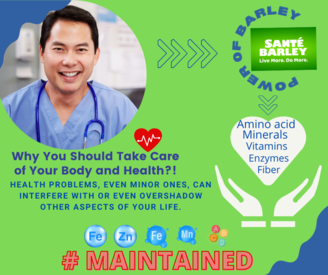 POWER OF BARLEY
SANTÉ
BARLEY
Live More. Do More.
Amino acid
Minerals
Vitamins
Enzymes
Fiber
Why You Should Take Care
of Your Body and Health?!
HEALTH PROBLEMS, EVEN MINOR ONES, CAN
INTERFERE WITH OR EVEN OVERSHADOW
OTHER ASPECTS OF YOUR LIFE.
Fe Zn Fe Mn
# MAINTAINED